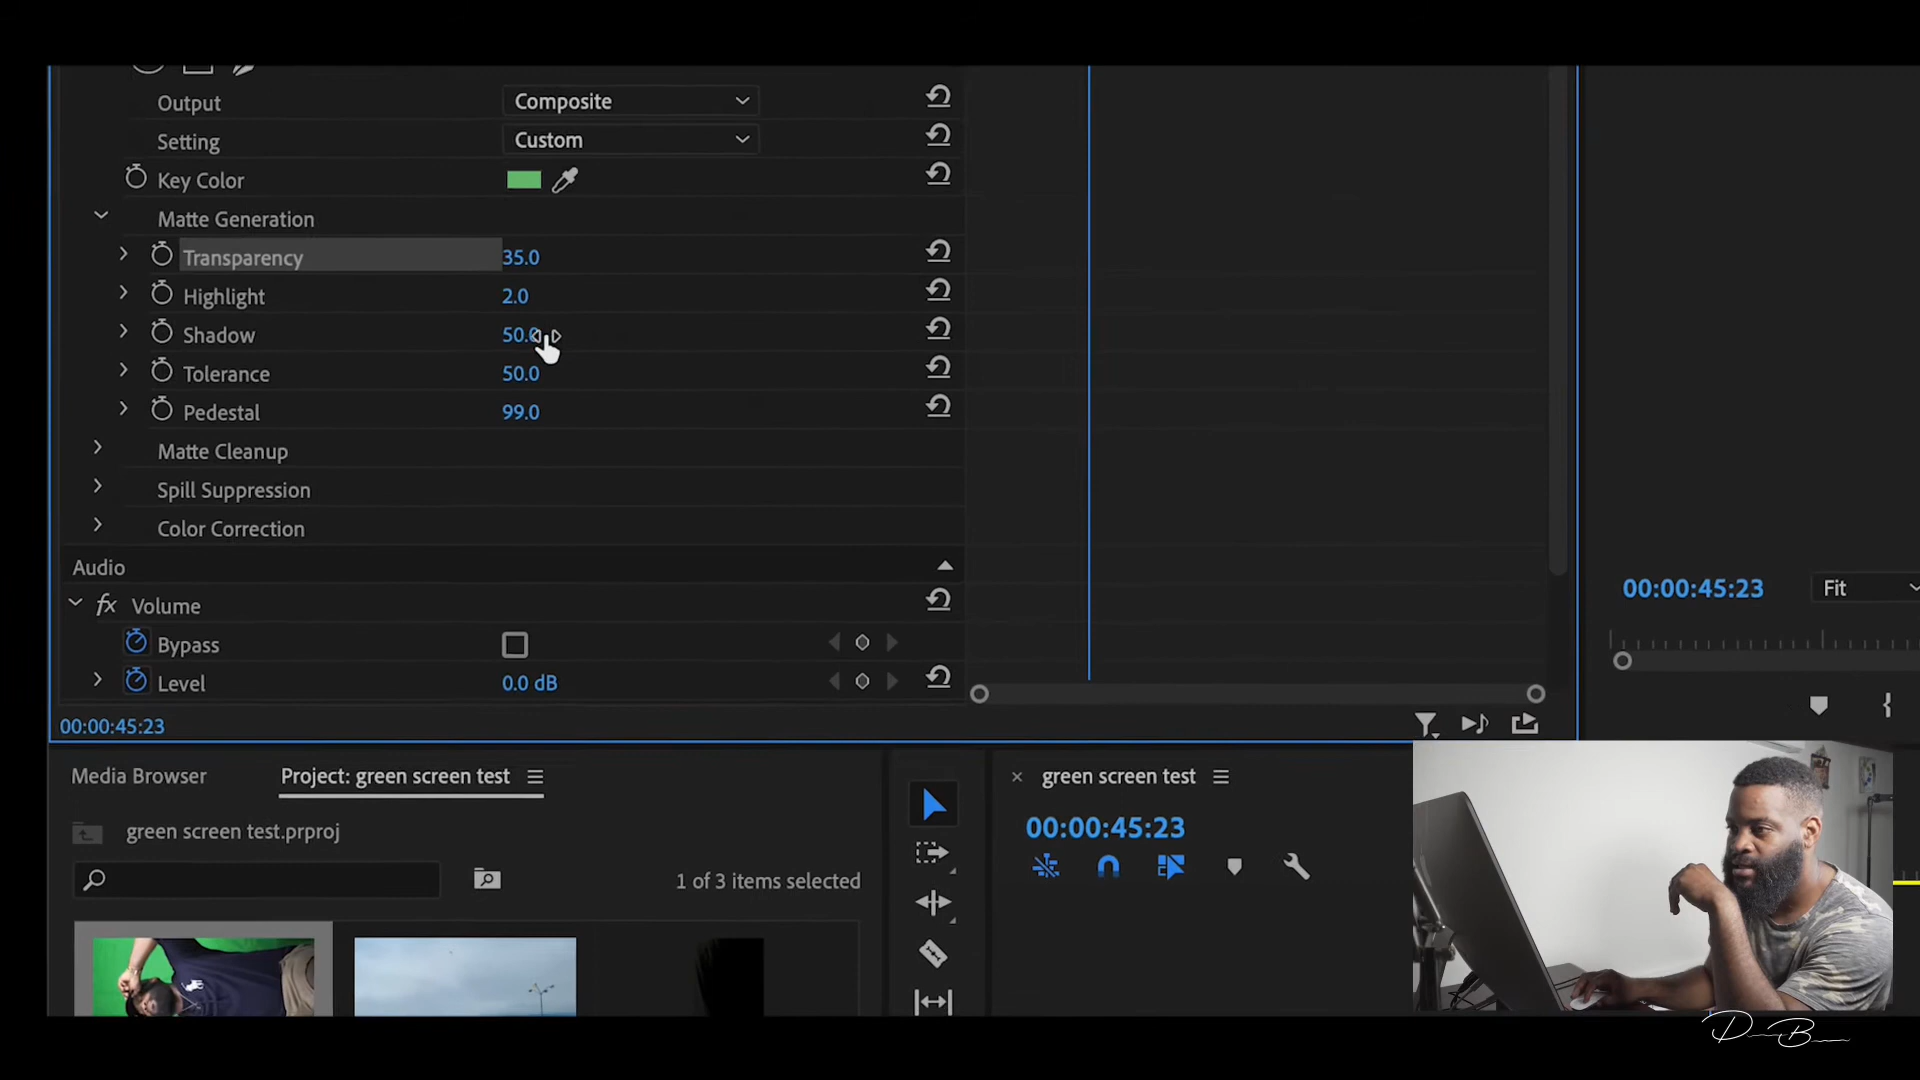 Output Composite
Setting Custom
Key Color
Matte Generation
Transparency 35.0
Highlight 2.0
Shadow 50.0
Tolerance 50.0
Pedestal 99.0
Matte Cleanup
Spill Suppression
Color Correction
Audio
fx Volume
Bypass
Level 0.0 dB
00:00:45:23
00:00:45:23 Fit
Media Browser Project: green screen test
green screen test.prproj
1 of 3 items selected
× green screen test
00:00:45:23